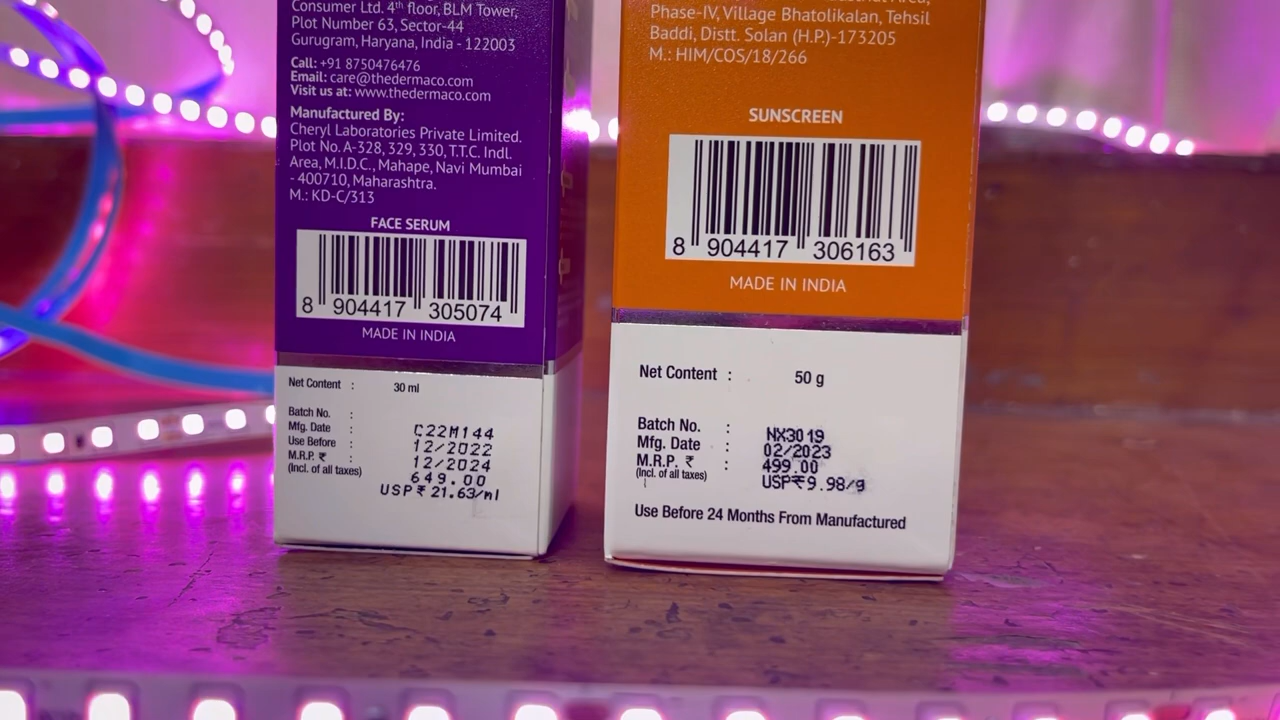 Consumer Ltd. 4th floor, BLM Tower,
Plot Number 63, Sector-44
Gurugram, Haryana, India - 122003
Call: +91 8750476476
Email: care@thedermaco.com
Visit us at: www.thedermaco.com
Manufactured By:
Cheryl Laboratories Private Limited.
Plot No. A-328, 329, 330, T.T.C. Indl.
Area, M.I.D.C., Mahape, Navi Mumbai
- 400710, Maharashtra.
M.: KD-C/313
FACE SERUM
8 904417 305074
MADE IN INDIA
Net Content : 30 ml
Batch No. : C22M144
Mfg. Date : 12/2022
Use Before : 12/2024
M.R.P. ₹ : 649.00
(Incl. of all taxes) USP₹21.63/ml
Phase-IV, Village Bhatolikalan, Tehsil
Baddi, Distt. Solan (H.P.)-173205
M.: HIM/COS/18/266
SUNSCREEN
8 904417 306163
MADE IN INDIA
Net Content : 50 g
Batch No. : NX3019
Mfg. Date : 02/2023
M.R.P. ₹ : 499.00
(Incl. of all taxes) USP₹9.98/g
Use Before 24 Months From Manufactured